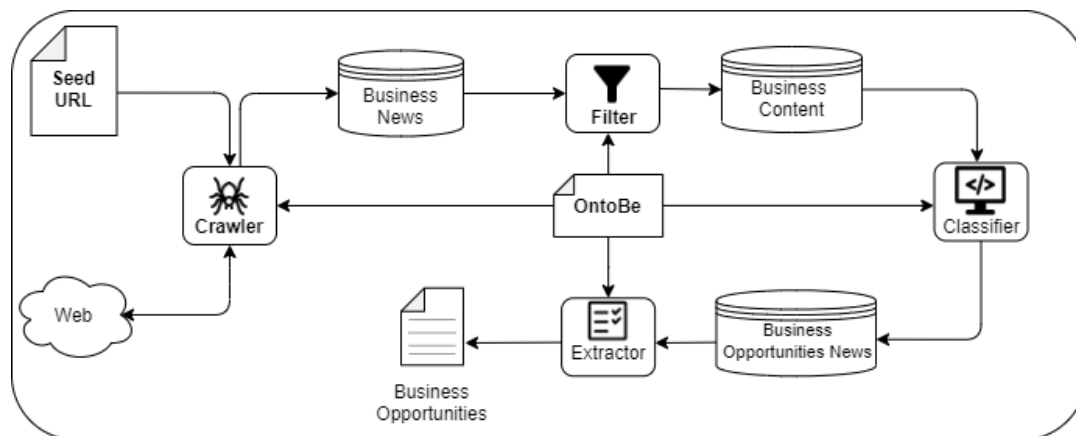 Seed
URL
Business
News
Filter
Business
Content
</>
Crawler
OntoBe
Classifier
Web
Extractor
Business
Opportunities News
Business
Opportunities